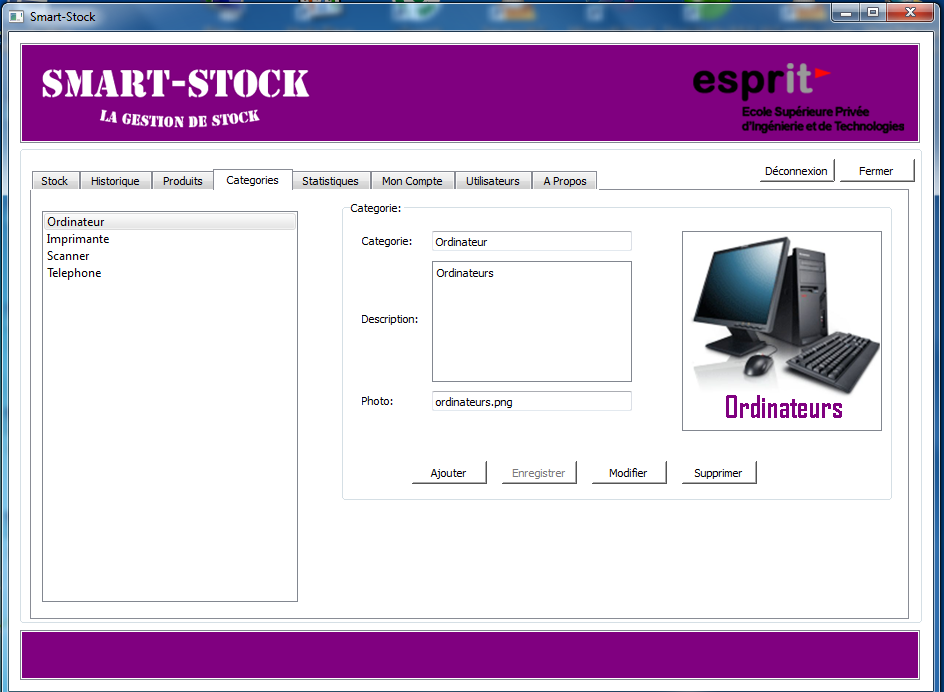 Smart-Stock
SMART-STOCK
LA GESTION DE STOCK
esprit
Ecole Supérieure Privée
d'Ingénierie et de Technologies
Déconnexion
Fermer
Stock
Historique
Produits
Categories
Statistiques
Mon Compte
Utilisateurs
A Propos
Ordinateur
Imprimante
Scanner
Telephone
Categorie:
Categorie:
Ordinateur
Description:
Ordinateurs
Photo:
ordinateurs.png
Ordinateurs
Ajouter
Enregistrer
Modifier
Supprimer